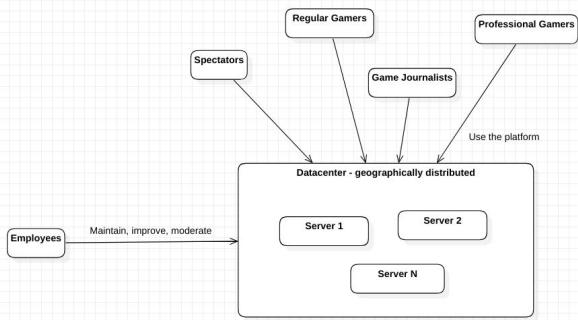 Regular Gamers
Professional Gamers
Spectators
Game Journalists
Use the platform
Datacenter - geographically distributed
Server 1
Server 2
Employees
Maintain, improve, moderate
Server N